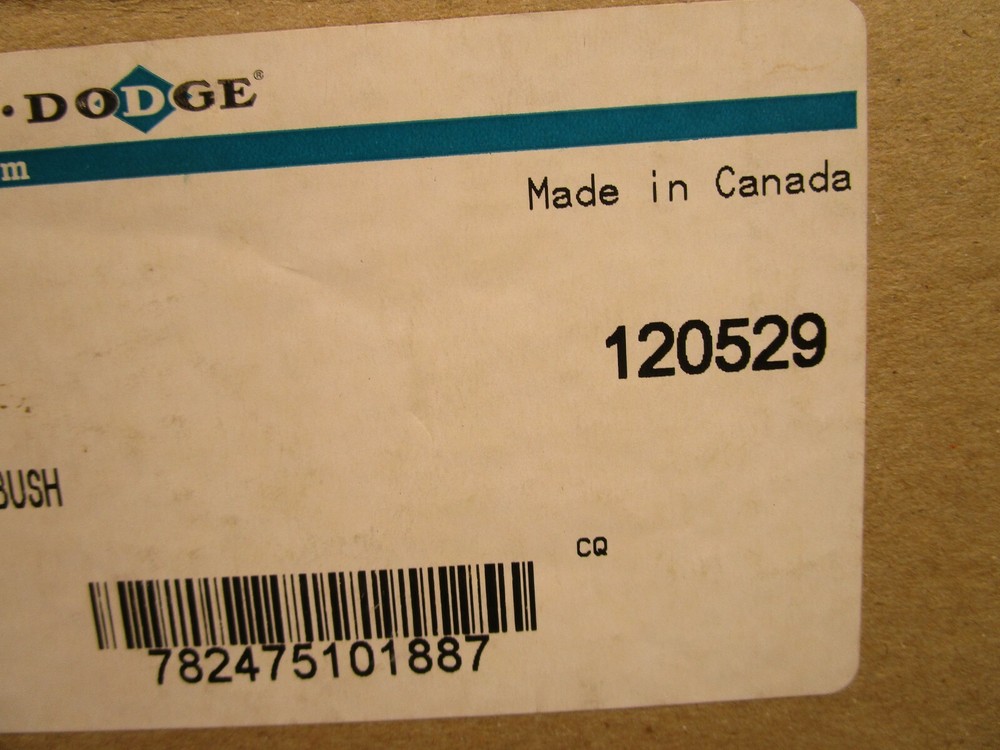 · DODGE®
m
Made in Canada
120529
BUSH
CQ
782475101887